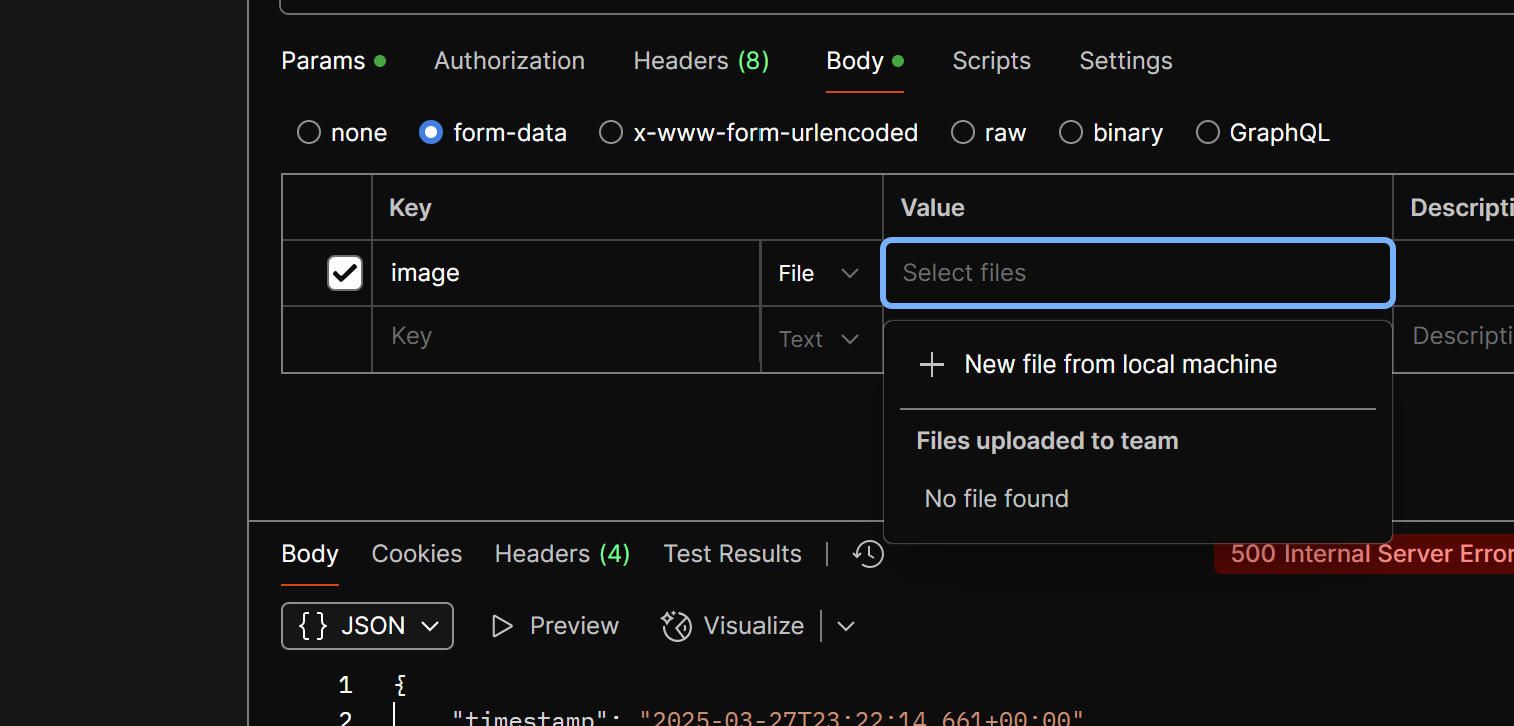 Params Authorization Headers (8) Body Scripts Settings
none form-data x-www-form-urlencoded raw binary GraphQL
Key Value Descripti
image File Select files
Key Text Descripti
New file from local machine
Files uploaded to team
No file found
Body Cookies Headers (4) Test Results 500 Internal Server Error
{} JSON Preview Visualize
1 {
2 "timestamp": "2025-03-27T23:22:14.661+00:00"